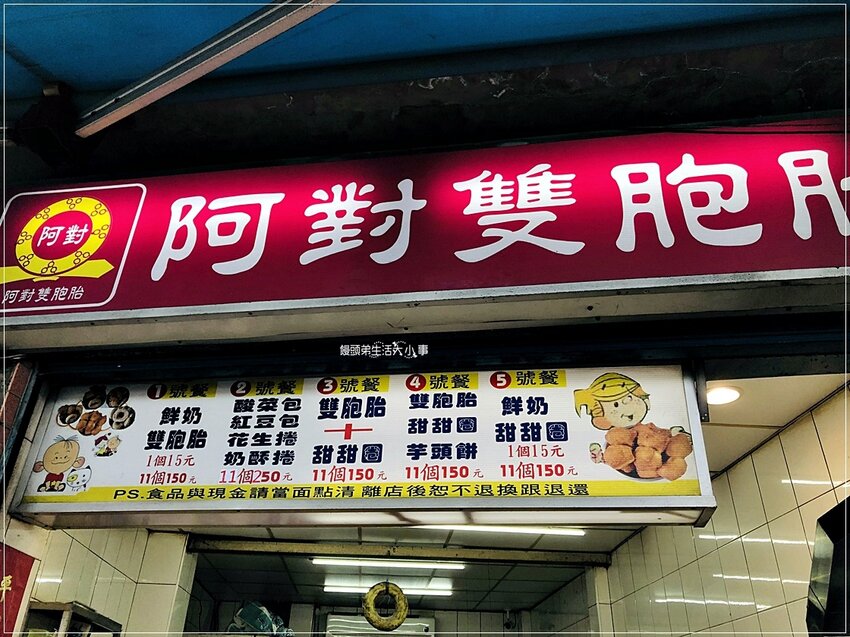 阿對雙胞胎
阿對
阿對雙胞胎
饅頭弟生活大小事
1號餐
鮮奶
雙胞胎
1個15元
11個150元
2號餐
酸菜包
紅豆包
花生捲
奶酥捲
11個250元
3號餐
雙胞胎
+
甜甜圈
11個150元
4號餐
雙胞胎
甜甜圈
芋頭餅
11個150元
5號餐
鮮奶
甜甜圈
1個15元
11個150元
PS.食品與現金請當面點清 離店後恕不退換跟退還